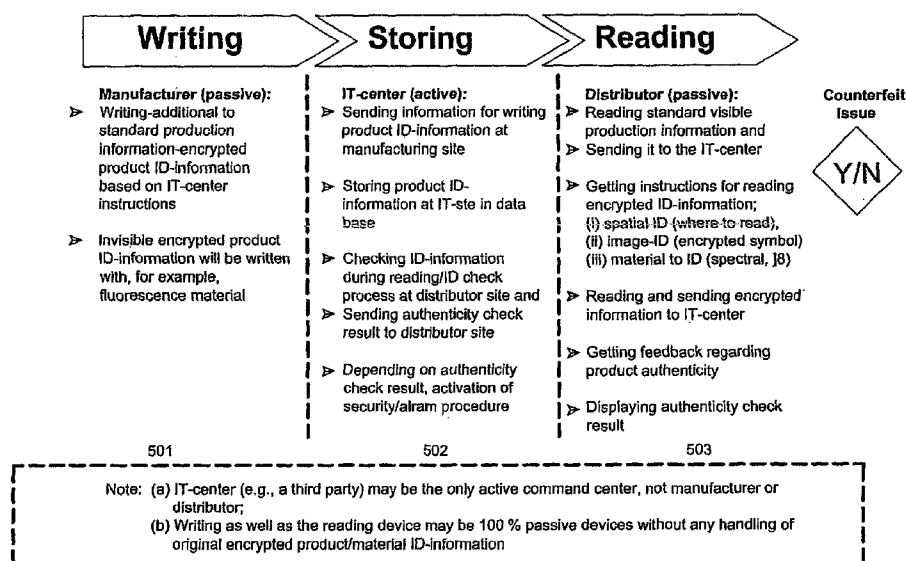 Writing
Storing
Reading
Manufacturer (passive):
➢ Writing-additional to
standard production
information-encrypted
product ID-information
based on IT-center
instructions
➢ Invisible encrypted product
ID-information will be written
with, for example,
fluorescence material
IT-center (active):
➢ Sending information for writing
product ID-information at
manufacturing site
➢ Storing product ID-
information at IT-ste in data
base
➢ Checking ID-information
during reading/ID check
process at distributor site and
➢ Sending authenticity check
result to distributor site
➢ Depending on authenticity
check result, activation of
security/alram procedure
Distributor (passive):
➢ Reading standard visible
production information and
➢ Sending it to the IT-center
➢ Getting instructions for reading
encrypted ID-information;
(i) spatial ID (where to read),
(ii) image-ID (encrypted symbol)
(iii) material to ID (spectral, ]8)
➢ Reading and sending encrypted
information to IT-center
➢ Getting feedback regarding
product authenticity
➢ Displaying authenticity check
result
Counterfeit
Issue
Y/N
501
502
503
Note: (a) IT-center (e.g., a third party) may be the only active command center, not manufacturer or
distributor;
(b) Writing as well as the reading device may be 100 % passive devices without any handling of
original encrypted product/material ID-information